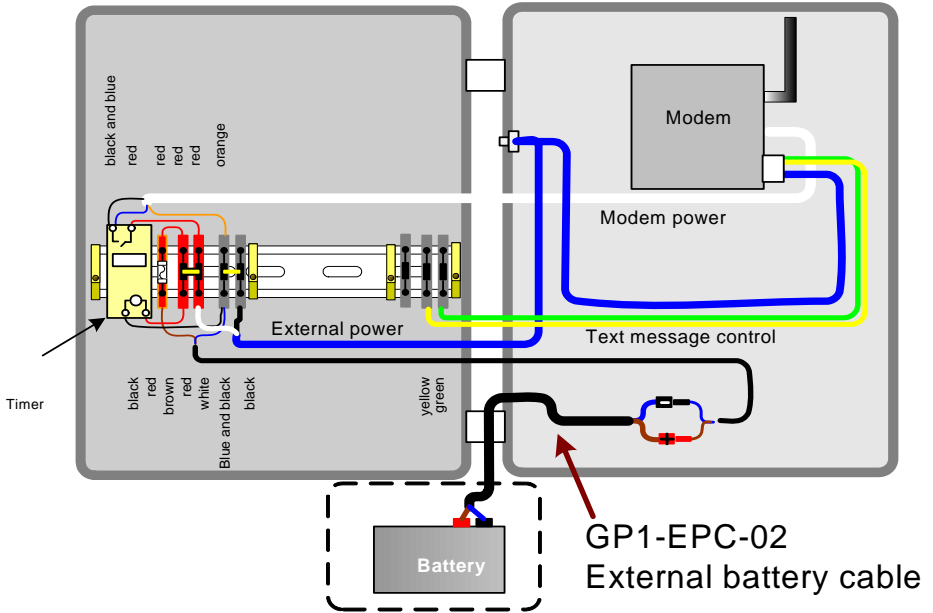 black and blue
red
red
red
red
orange
Modem
Modem power
External power
Text message control
Timer
black
red
brown
red
white
Blue and black
black
yellow
green
Battery
GP1-EPC-02
External battery cable